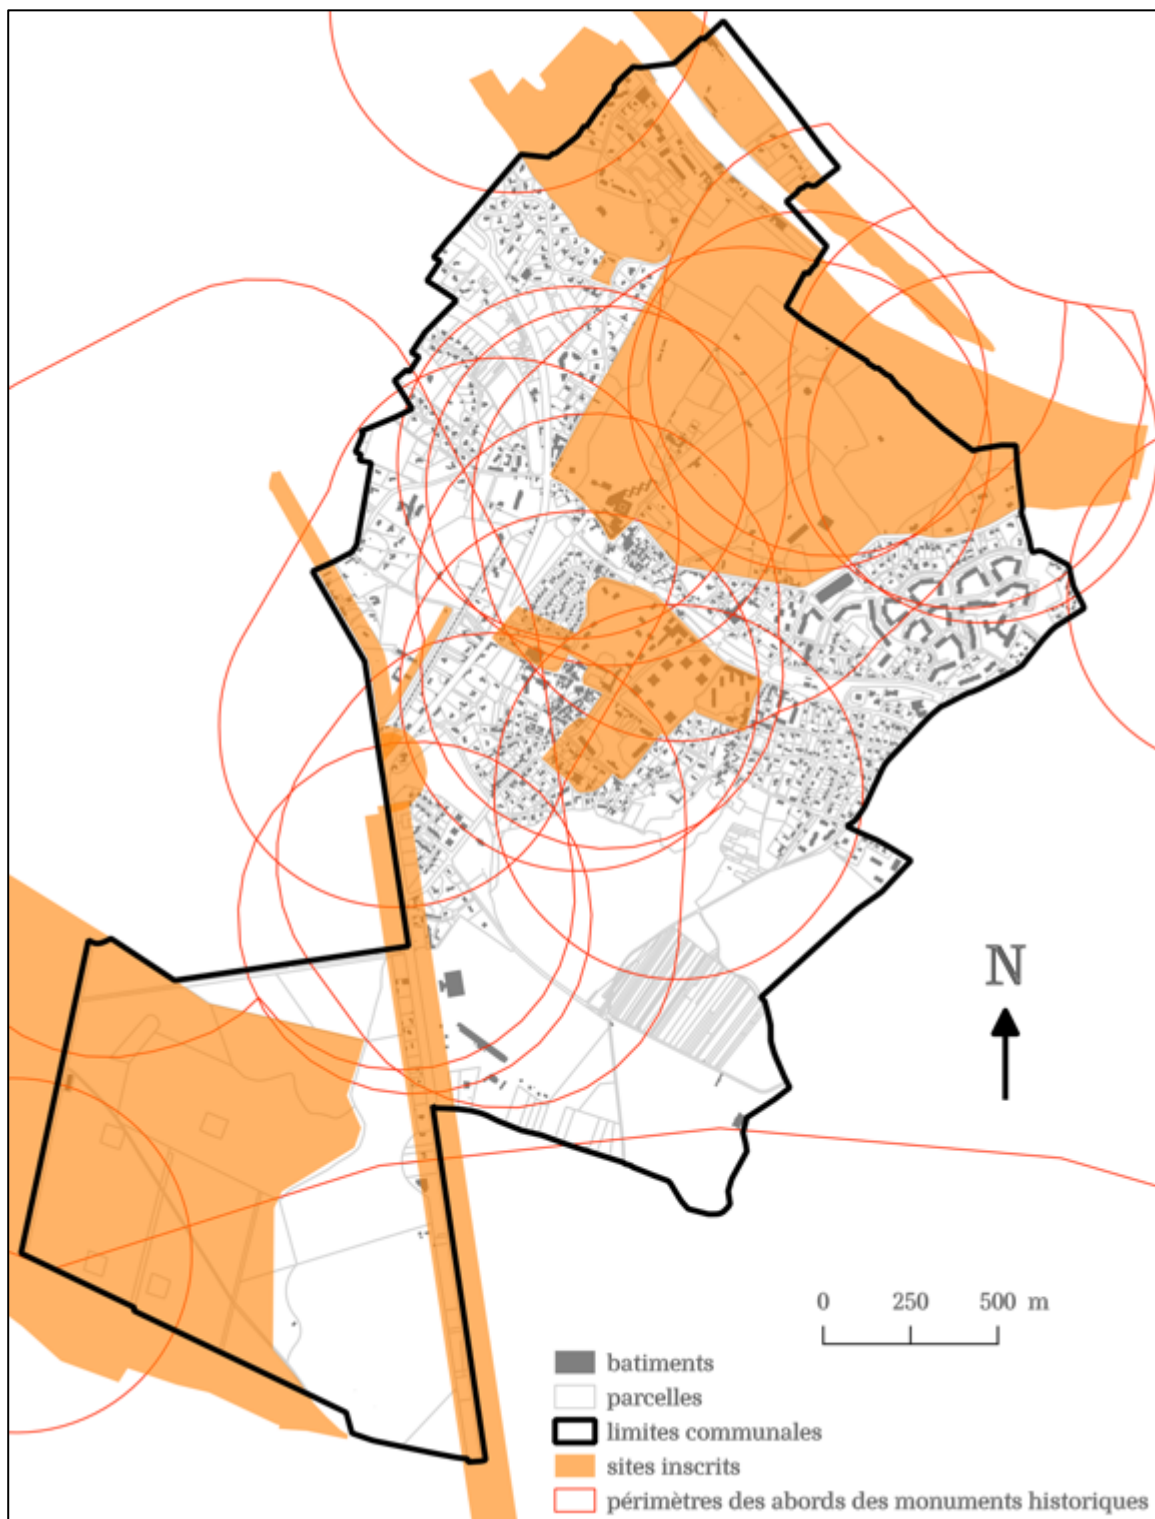 N
0 250 500 m
batiments
parcelles
limites communales
sites inscrits
périmètres des abords des monuments historiques